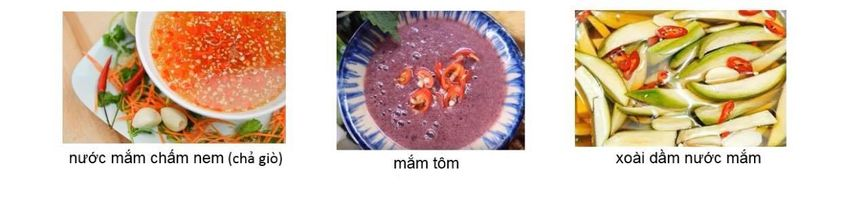 nước mắm chấm nem (chả giò)
mắm tôm
xoài dầm nước mắm